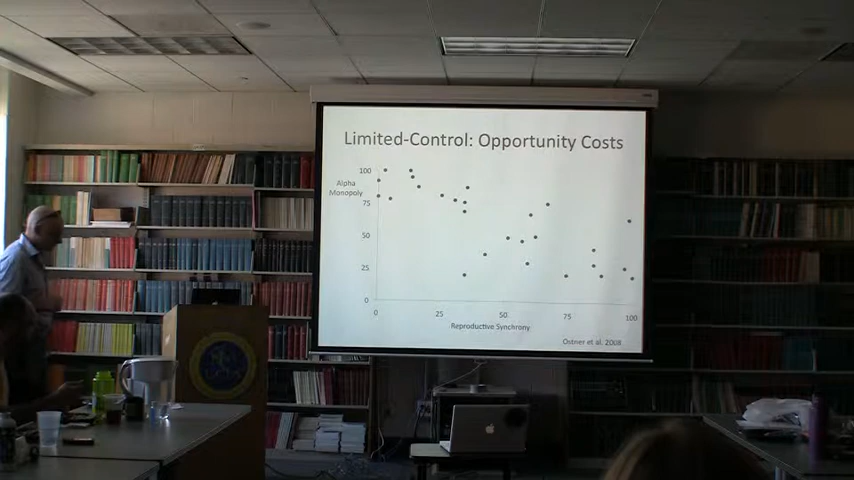 Limited-Control: Opportunity Costs
100
Alpha
Monopoly
75
50
25
0
0 25 50 75 100
Reproductive Synchrony
Ostner et al. 2008